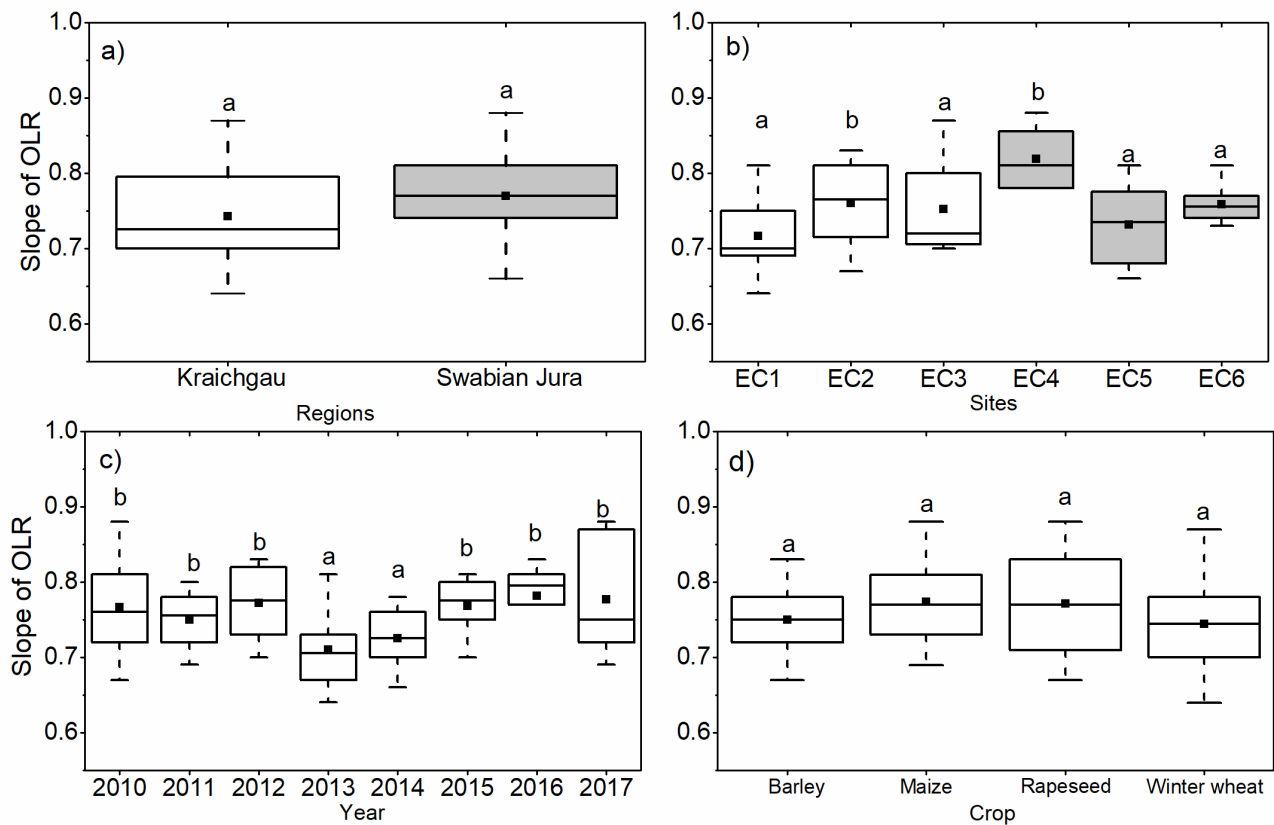 a)
Slope of OLR
1.0
0.9
0.8
0.7
0.6
a
a
Kraichgau
Swabian Jura
Regions
b)
1.0
0.9
0.8
0.7
0.6
a
b
a
b
a
a
EC1
EC2
EC3
EC4
EC5
EC6
Sites
c)
Slope of OLR
1.0
0.9
0.8
0.7
0.6
b
b
b
a
a
b
b
b
2010
2011
2012
2013
2014
2015
2016
2017
Year
d)
1.0
0.9
0.8
0.7
0.6
a
a
a
a
Barley
Maize
Rapeseed
Winter wheat
Crop